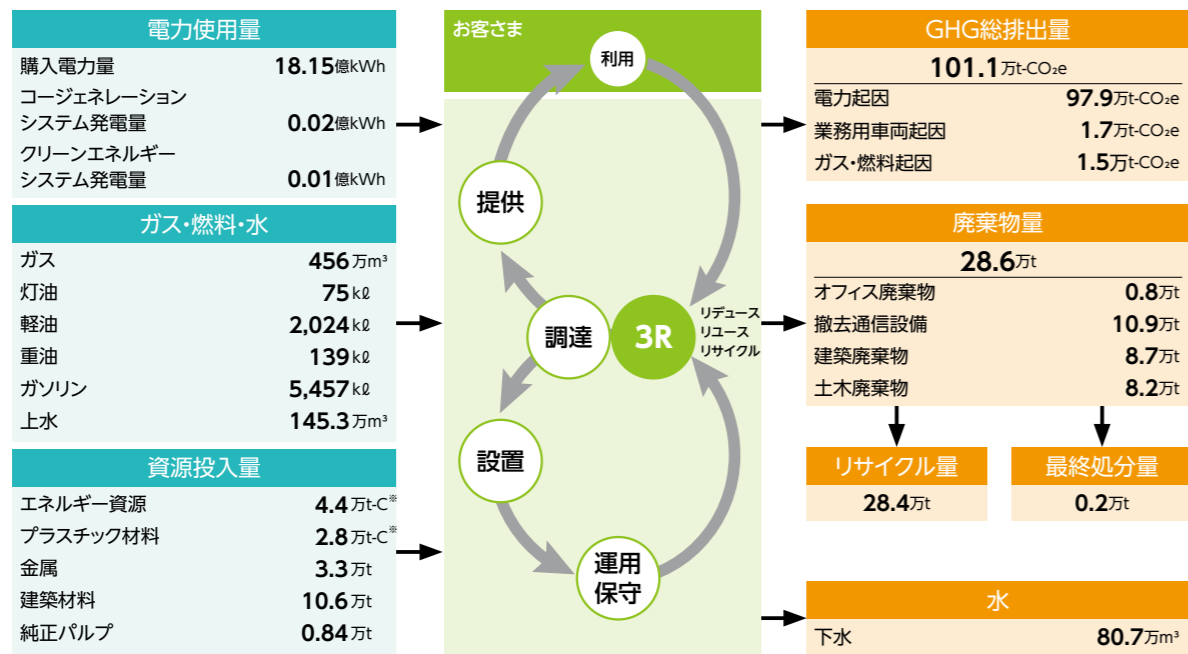 電力使用量
購入電力量 18.15億kWh
コージェネレーション
システム発電量 0.02億kWh
クリーンエネルギー
システム発電量 0.01億kWh
ガス・燃料・水
ガス 456万m³
灯油 75kℓ
軽油 2,024kℓ
重油 139kℓ
ガソリン 5,457kℓ
上水 145.3万m³
資源投入量
エネルギー資源 4.4万t-C※
プラスチック材料 2.8万t-C※
金属 3.3万t
建築材料 10.6万t
純正パルプ 0.84万t
お客さま
利用
提供
調達
3R
リデュース
リユース
リサイクル
設置
運用
保守
GHG総排出量
101.1万t-CO₂e
電力起因 97.9万t-CO₂e
業務用車両起因 1.7万t-CO₂e
ガス・燃料起因 1.5万t-CO₂e
廃棄物量
28.6万t
オフィス廃棄物 0.8万t
撤去通信設備 10.9万t
建築廃棄物 8.7万t
土木廃棄物 8.2万t
リサイクル量
28.4万t
最終処分量
0.2万t
水
下水 80.7万m³